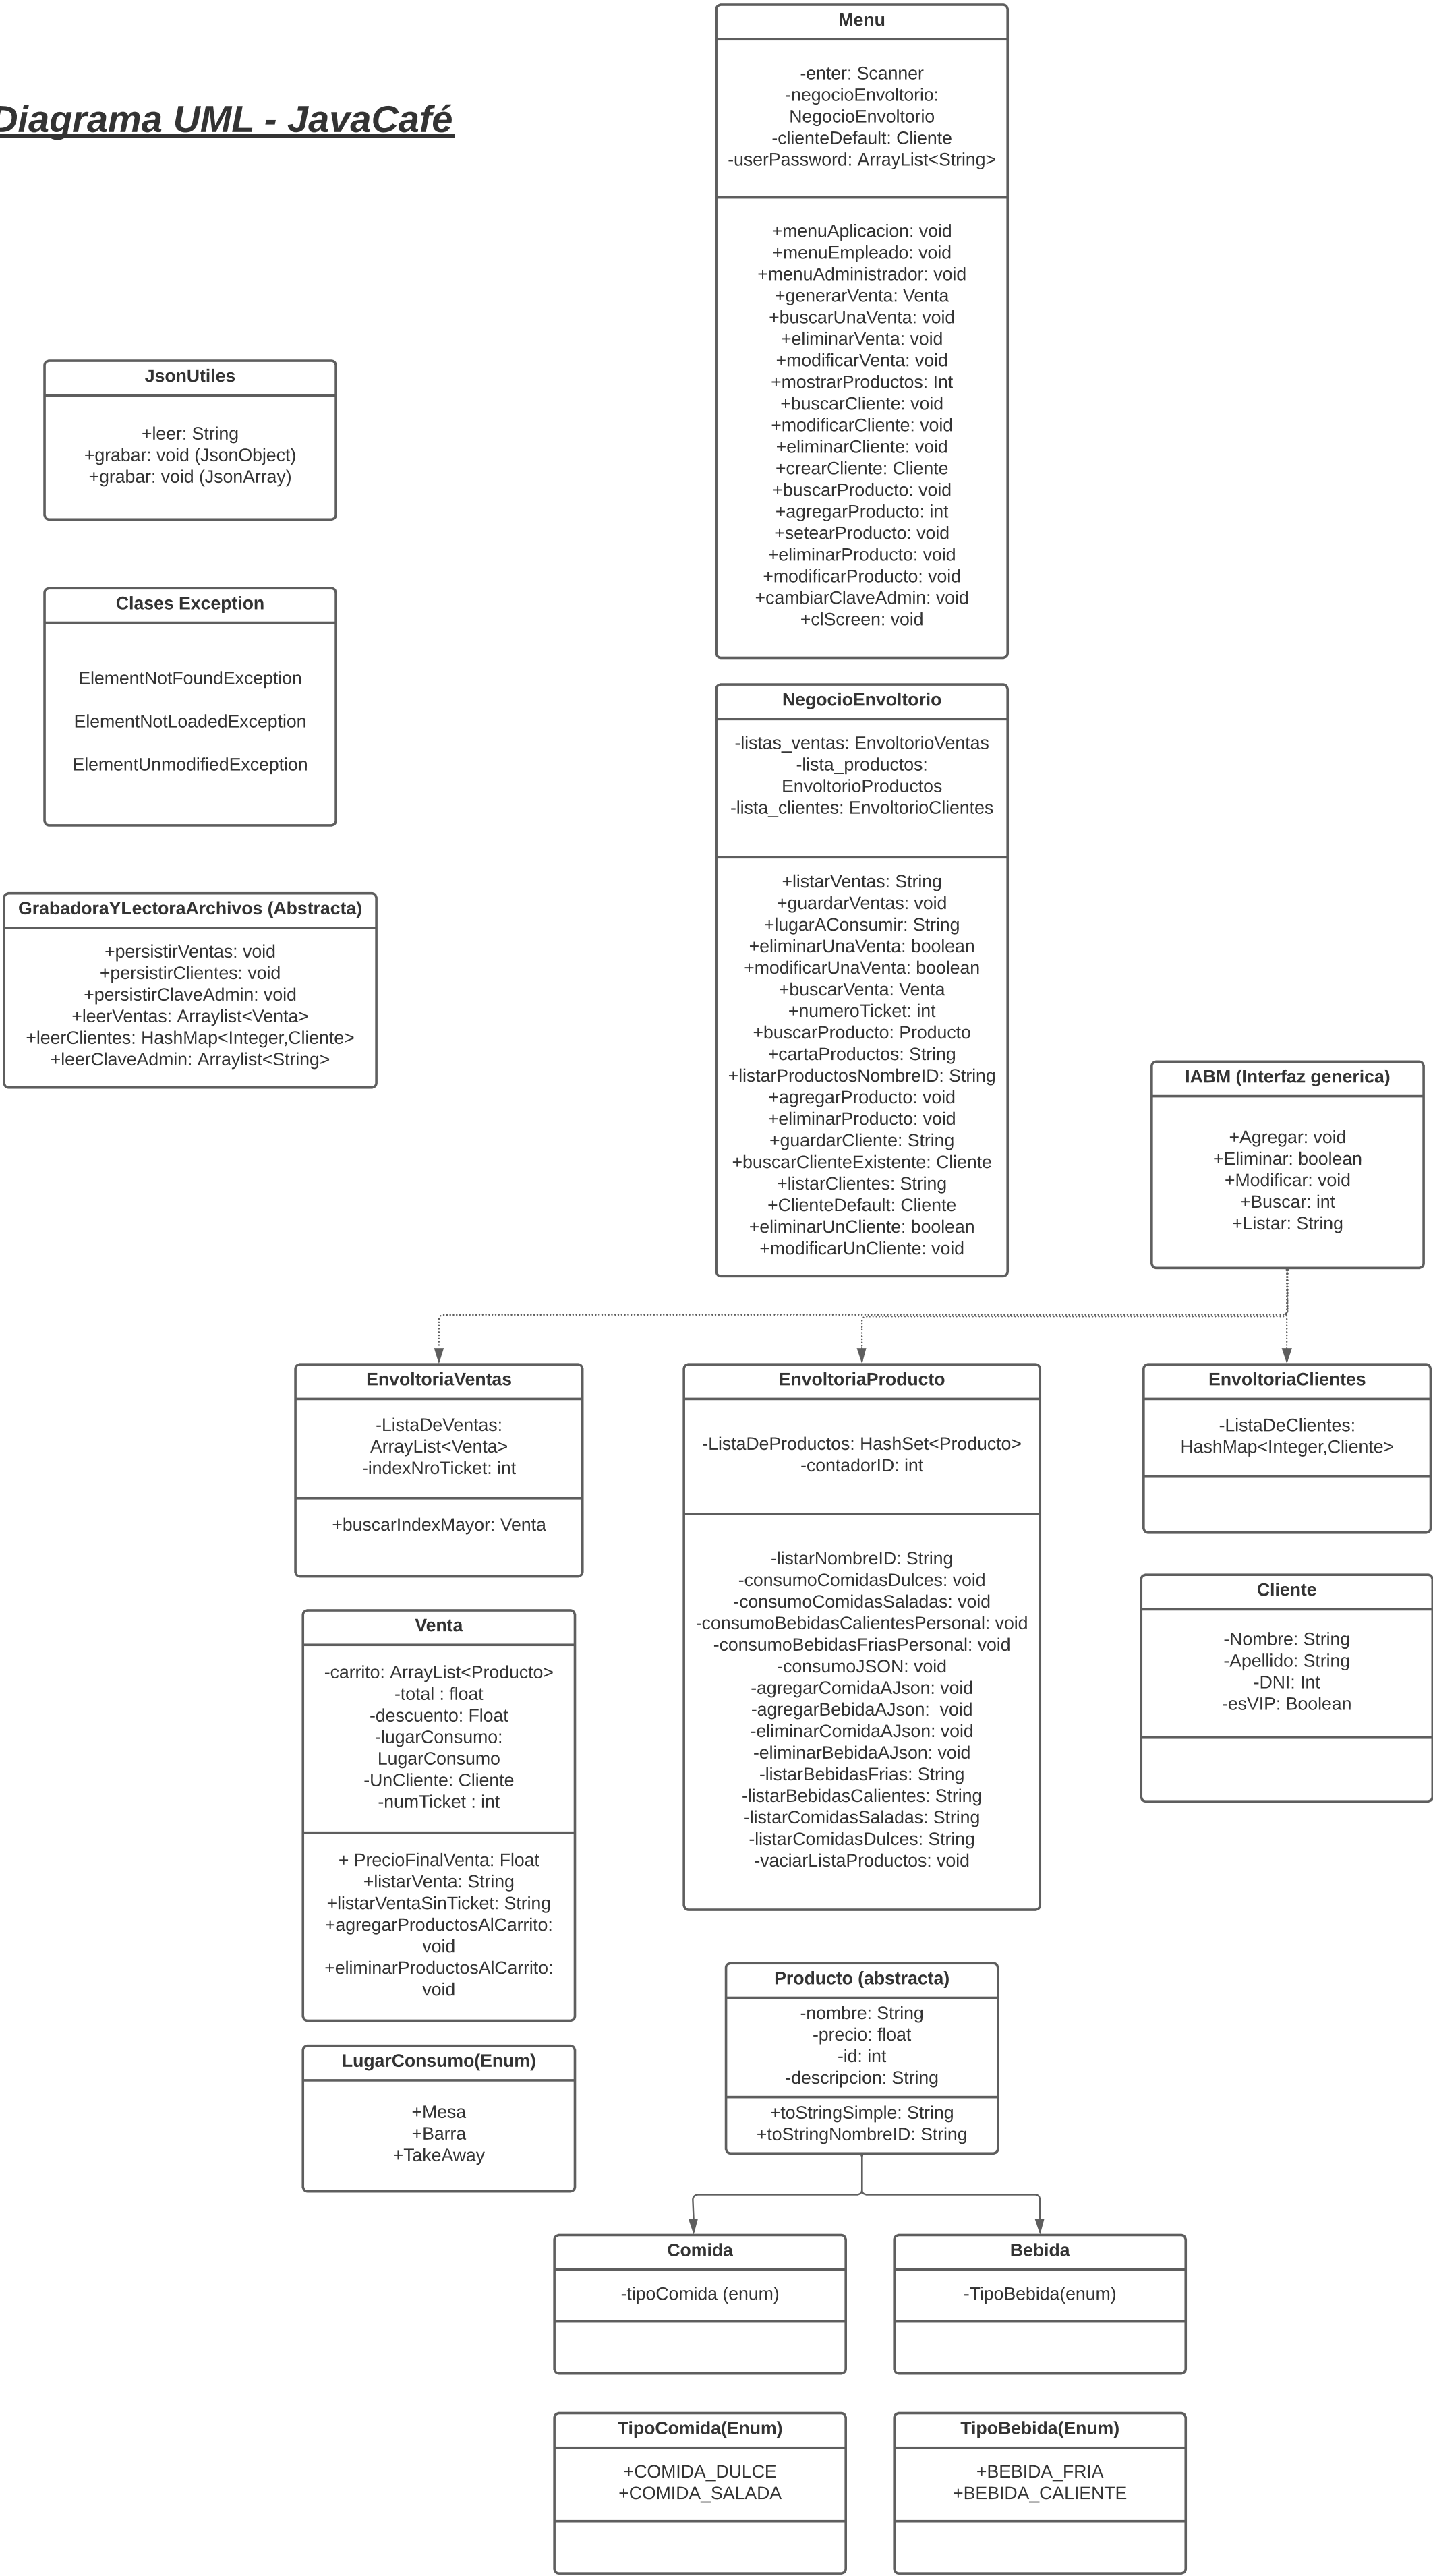 Menu
-enter: Scanner
-negocioEnvoltorio:
NegocioEnvoltorio
-clienteDefault: Cliente
-userPassword: ArrayList<String>
+menuAplicacion: void
+menuEmpleado: void
+menuAdministrador: void
+generarVenta: Venta
+buscarUnaVenta: void
+eliminarVenta: void
+modificarVenta: void
+mostrarProductos: Int
+buscarCliente: void
+modificarCliente: void
+eliminarCliente: void
+crearCliente: Cliente
+buscarProducto: void
+agregarProducto: int
+setearProducto: void
+eliminarProducto: void
+modificarProducto: void
+cambiarClaveAdmin: void
+clScreen: void
Diagrama UML - JavaCafé
JsonUtiles
+leer: String
+grabar: void (JsonObject)
+grabar: void (JsonArray)
Clases Exception
ElementNotFoundException
ElementNotLoadedException
ElementUnmodifiedException
GrabadoraYLectoraArchivos (Abstracta)
+persistirVentas: void
+persistirClientes: void
+persistirClaveAdmin: void
+leerVentas: Arraylist<Venta>
+leerClientes: HashMap<Integer,Cliente>
+leerClaveAdmin: Arraylist<String>
NegocioEnvoltorio
-listas_ventas: EnvoltorioVentas
-lista_productos:
EnvoltorioProductos
-lista_clientes: EnvoltorioClientes
+listarVentas: String
+guardarVentas: void
+lugarAConsumir: String
+eliminarUnaVenta: boolean
+modificarUnaVenta: boolean
+buscarVenta: Venta
+numeroTicket: int
+buscarProducto: Producto
+cartaProductos: String
+listarProductosNombreID: String
+agregarProducto: void
+eliminarProducto: void
+guardarCliente: String
+buscarClienteExistente: Cliente
+listarClientes: String
+ClienteDefault: Cliente
+eliminarUnCliente: boolean
+modificarUnCliente: void
IABM (Interfaz generica)
+Agregar: void
+Eliminar: boolean
+Modificar: void
+Buscar: int
+Listar: String
EnvoltoriaVentas
-ListaDeVentas:
ArrayList<Venta>
-indexNroTicket: int
+buscarIndexMayor: Venta
EnvoltoriaProducto
-ListaDeProductos: HashSet<Producto>
-contadorID: int
-listarNombreID: String
-consumoComidasDulces: void
-consumoComidasSaladas: void
-consumoBebidasCalientesPersonal: void
-consumoBebidasFriasPersonal: void
-consumoJSON: void
-agregarComidaAJson: void
-agregarBebidaAJson:  void
-eliminarComidaAJson: void
-eliminarBebidaAJson: void
-listarBebidasFrias: String
-listarBebidasCalientes: String
-listarComidasSaladas: String
-listarComidasDulces: String
-vaciarListaProductos: void
EnvoltoriaClientes
-ListaDeClientes:
HashMap<Integer,Cliente>
Cliente
-Nombre: String
-Apellido: String
-DNI: Int
-esVIP: Boolean
Venta
-carrito: ArrayList<Producto>
-total : float
-descuento: Float
-lugarConsumo:
LugarConsumo
-UnCliente: Cliente
-numTicket : int
+ PrecioFinalVenta: Float
+listarVenta: String
+listarVentaSinTicket: String
+agregarProductosAlCarrito:
void
+eliminarProductosAlCarrito:
void
LugarConsumo(Enum)
+Mesa
+Barra
+TakeAway
Producto (abstracta)
-nombre: String
-precio: float
-id: int
-descripcion: String
+toStringSimple: String
+toStringNombreID: String
Comida
-tipoComida (enum)
Bebida
-TipoBebida(enum)
TipoComida(Enum)
+COMIDA_DULCE
+COMIDA_SALADA
TipoBebida(Enum)
+BEBIDA_FRIA
+BEBIDA_CALIENTE